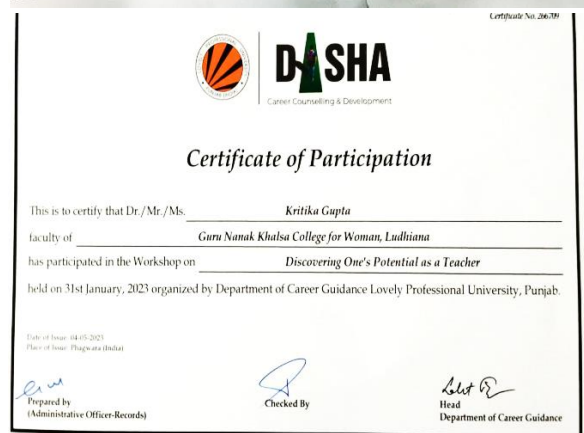 Certificate No. 266709
DISHA
Career Counselling & Development
Certificate of Participation
This is to certify that Dr./Mr./Ms. Kritika Gupta
faculty of Guru Nanak Khalsa College for Woman, Ludhiana
has participated in the Workshop on Discovering One's Potential as a Teacher
held on 31st January, 2023 organized by Department of Career Guidance Lovely Professional University, Punjab.
Date of Issue: 04-05-2023
Place of Issue: Phagwara (India)
Prepared by
(Administrative Officer-Records)
Checked By
Head
Department of Career Guidance